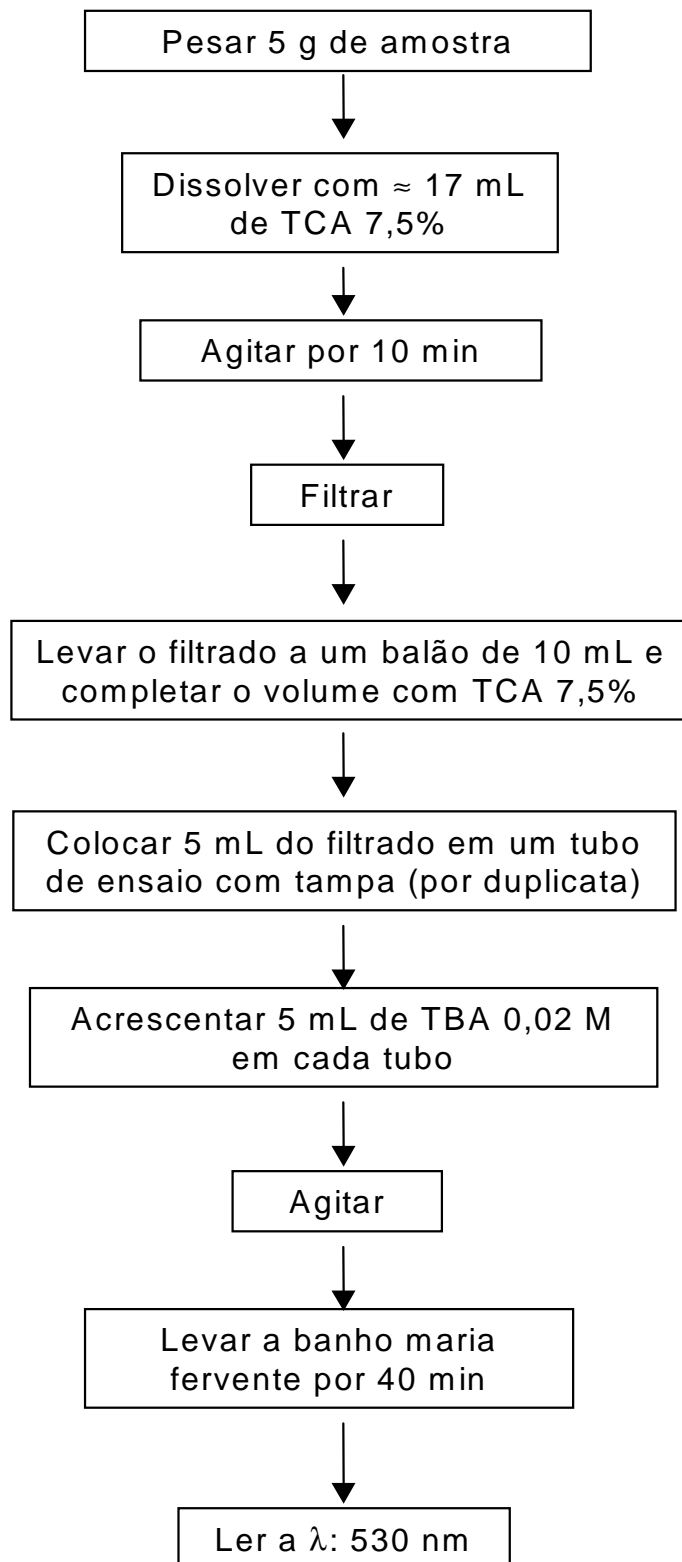 Pesar 5 g de amostra
Dissolver com ≈ 17 mL
de TCA 7,5%
Agitar por 10 min
Filtrar
Levar o filtrado a um balão de 10 mL e
completar o volume com TCA 7,5%
Colocar 5 mL do filtrado em um tubo
de ensaio com tampa (por duplicata)
Acrescentar 5 mL de TBA 0,02 M
em cada tubo
Agitar
Levar a banho maria
fervente por 40 min
Ler a λ: 530 nm